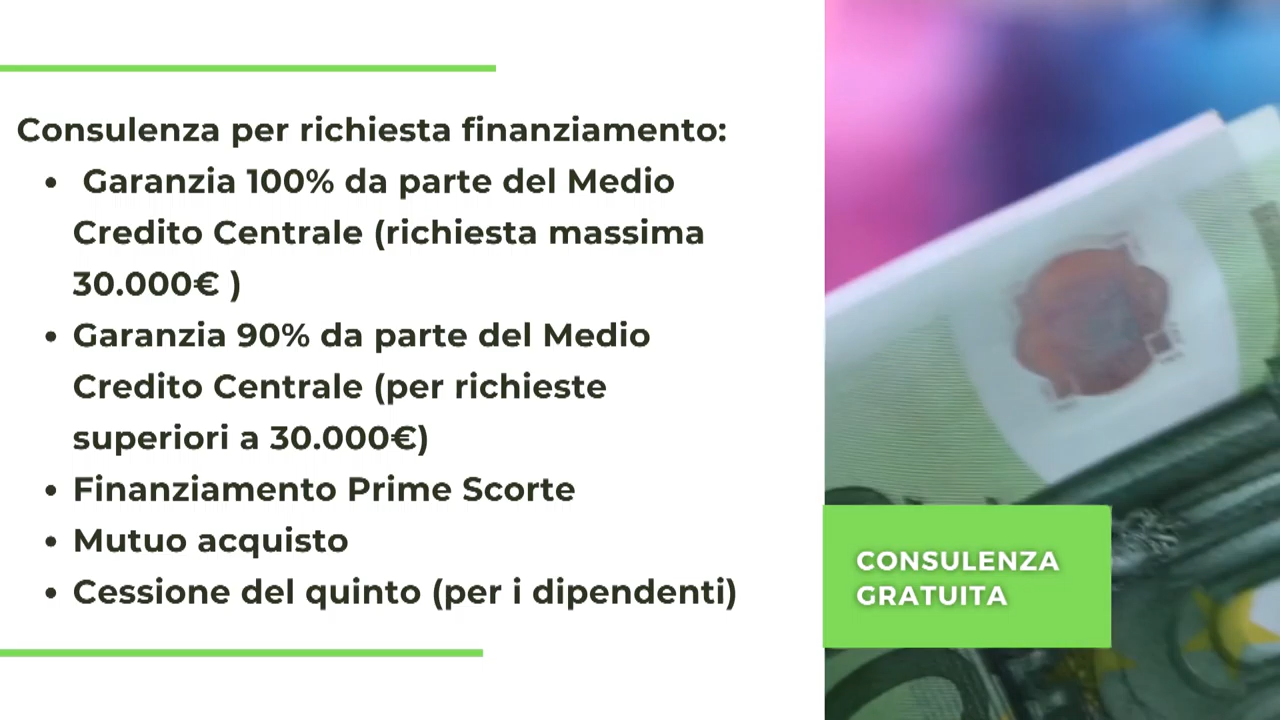 Consulenza per richiesta finanziamento:
• Garanzia 100% da parte del Medio
Credito Centrale (richiesta massima
30.000€ )
• Garanzia 90% da parte del Medio
Credito Centrale (per richieste
superiori a 30.000€)
• Finanziamento Prime Scorte
• Mutuo acquisto
• Cessione del quinto (per i dipendenti)
CONSULENZA
GRATUITA